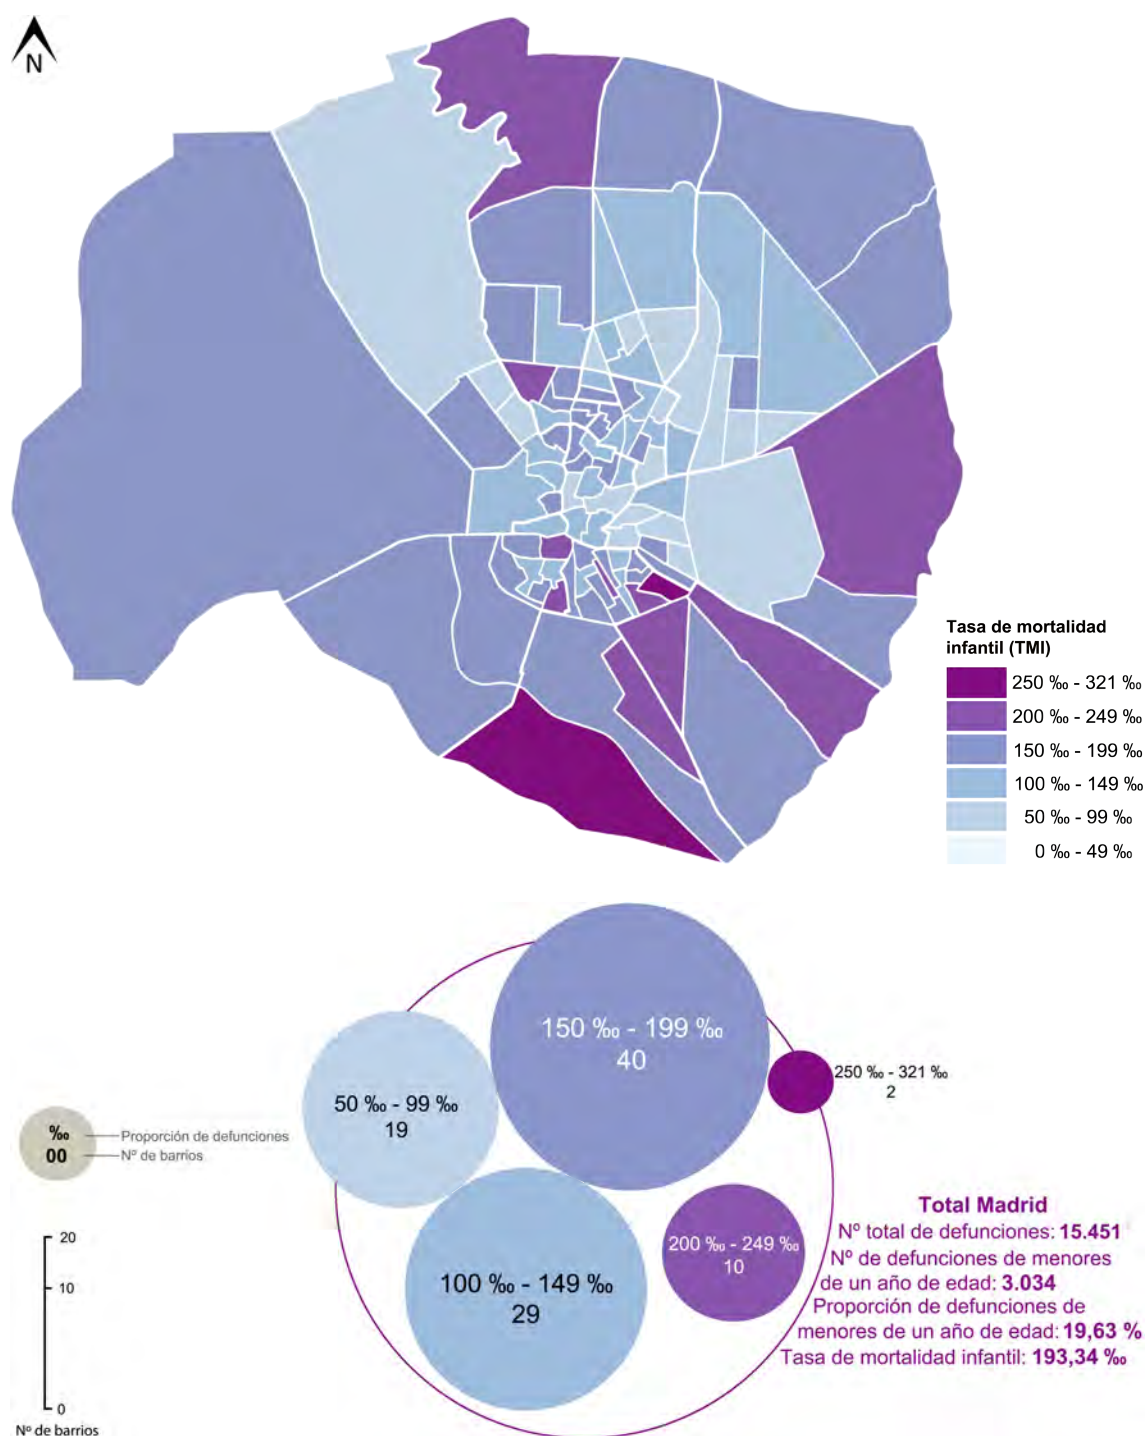 N
Tasa de mortalidad
infantil (TMI)
250 ‰ - 321 ‰
200 ‰ - 249 ‰
150 ‰ - 199 ‰
100 ‰ - 149 ‰
50 ‰ - 99 ‰
0 ‰ - 49 ‰
150 ‰ - 199 ‰
40
250 ‰ - 321 ‰
2
50 ‰ - 99 ‰
19
‰
Proporción de defunciones
00
Nº de barrios
200 ‰ - 249 ‰
10
100 ‰ - 149 ‰
29
20
10
0
Nº de barrios
Total Madrid
Nº total de defunciones: 15.451
Nº de defunciones de menores
de un año de edad: 3.034
Proporción de defunciones de
menores de un año de edad: 19,63 %
Tasa de mortalidad infantil: 193,34 ‰